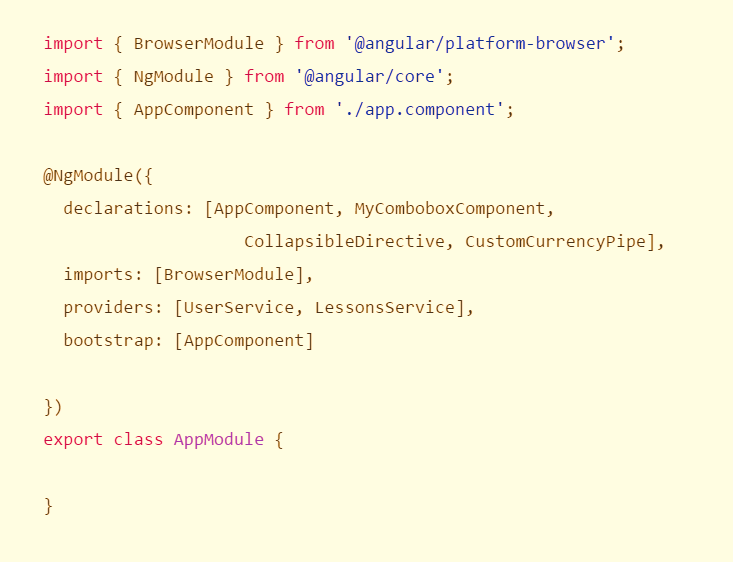 import { BrowserModule } from '@angular/platform-browser';
import { NgModule } from '@angular/core';
import { AppComponent } from './app.component';

@NgModule({
  declarations: [AppComponent, MyComboboxComponent,
                    CollapsibleDirective, CustomCurrencyPipe],
  imports: [BrowserModule],
  providers: [UserService, LessonsService],
  bootstrap: [AppComponent]

})
export class AppModule {

}